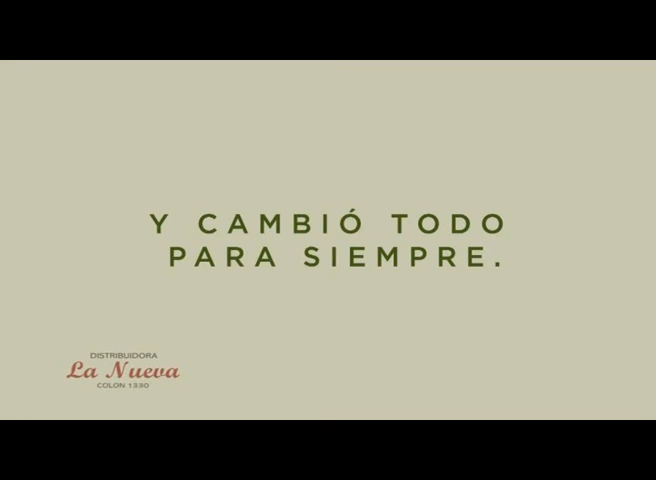 Y CAMBIÓ TODO
PARA SIEMPRE.
DISTRIBUIDORA
La Nueva
COLON 1330